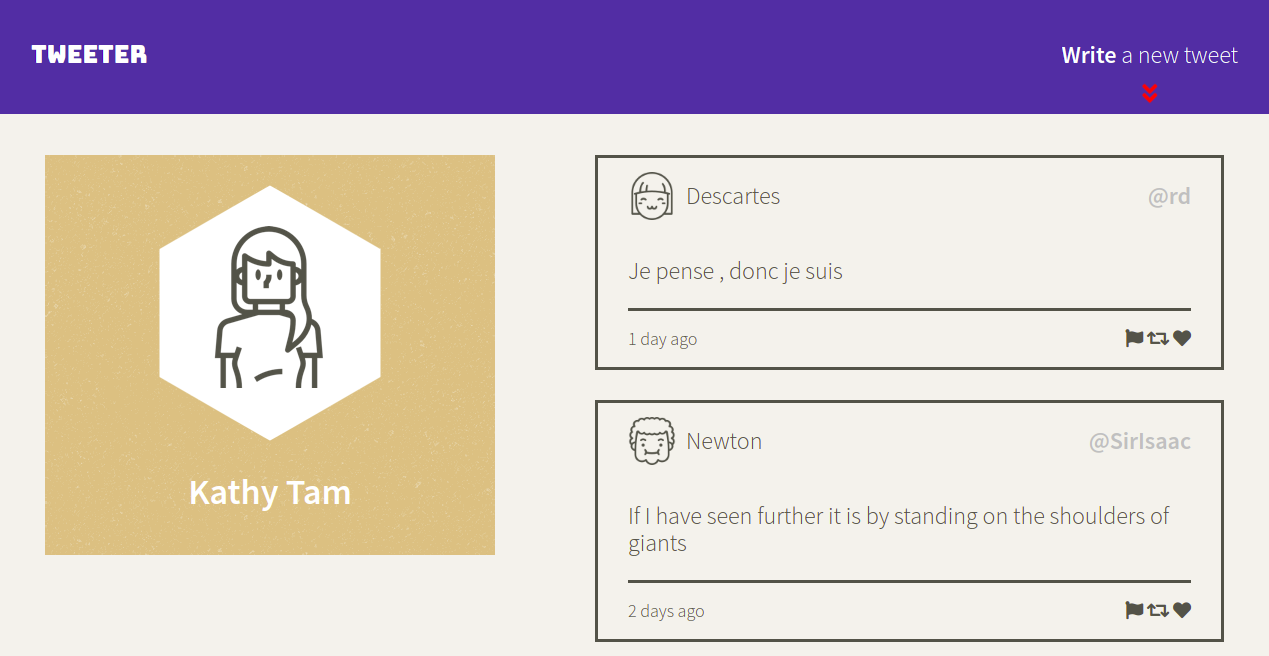 TWEETER
Write a new tweet
Kathy Tam
Descartes
@rd
Je pense , donc je suis
1 day ago
Newton
@SirIsaac
If I have seen further it is by standing on the shoulders of
giants
2 days ago